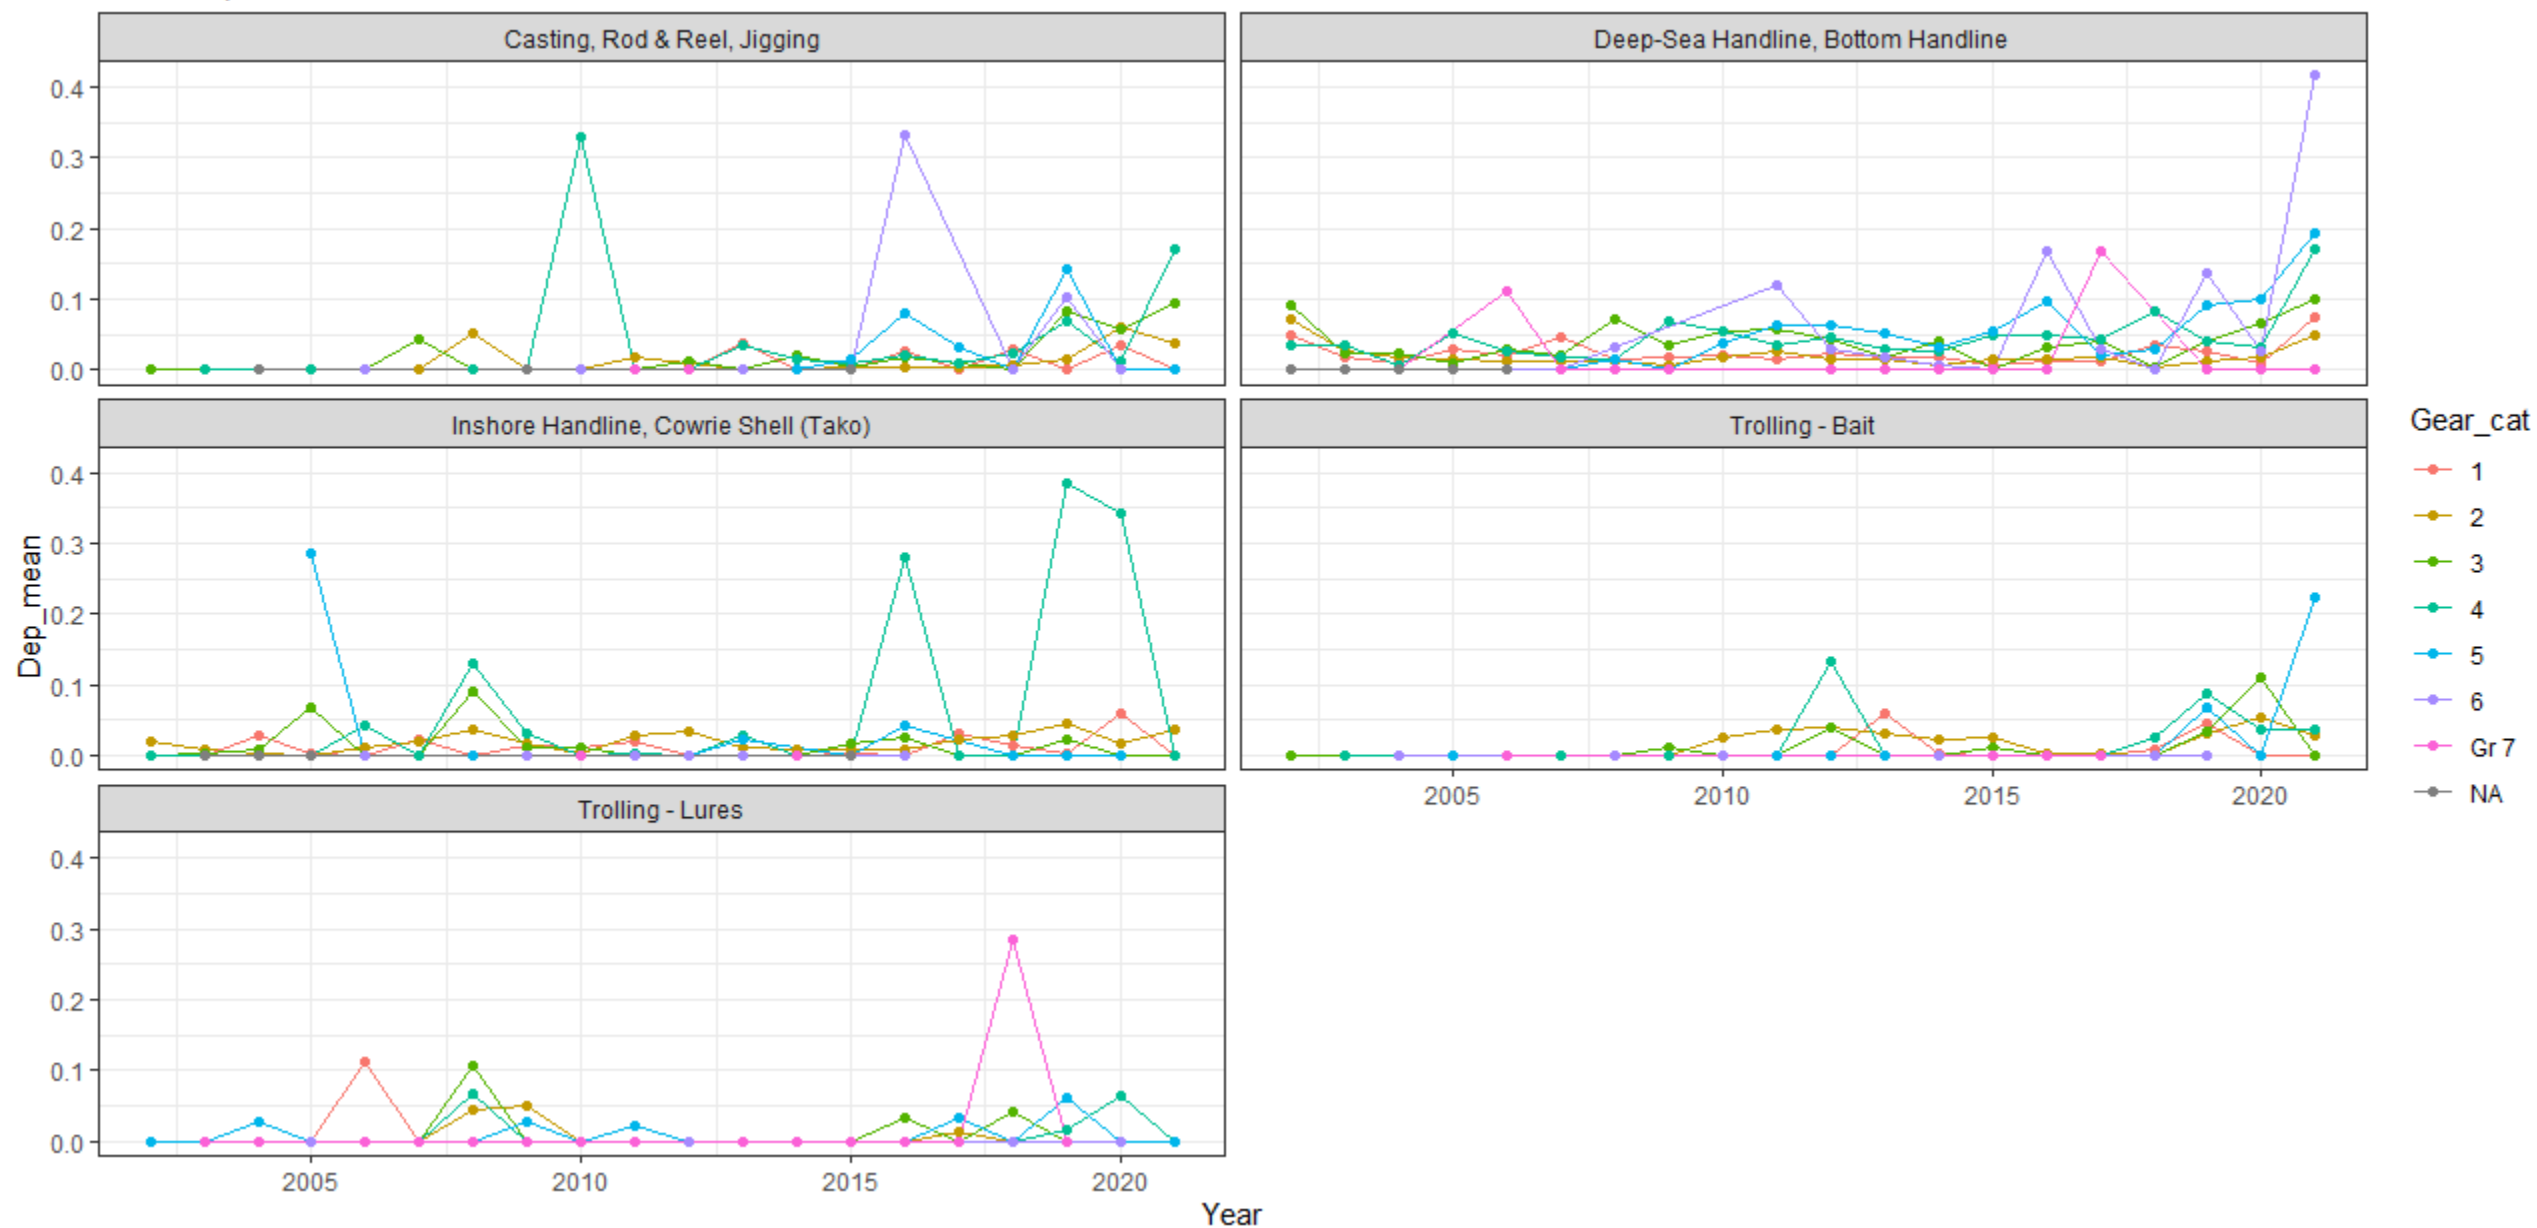 Casting, Rod & Reel, Jigging
Deep-Sea Handline, Bottom Handline
0.4
0.3
0.2
0.1
0.0
Inshore Handline, Cowrie Shell (Tako)
Trolling - Bait
0.4
0.3
0.2
0.1
0.0
2005
2010
2015
2020
Trolling - Lures
0.4
0.3
0.2
0.1
0.0
2005
2010
2015
2020
Dep_mean
Year
Gear_cat
1
2
3
4
5
6
Gr 7
NA